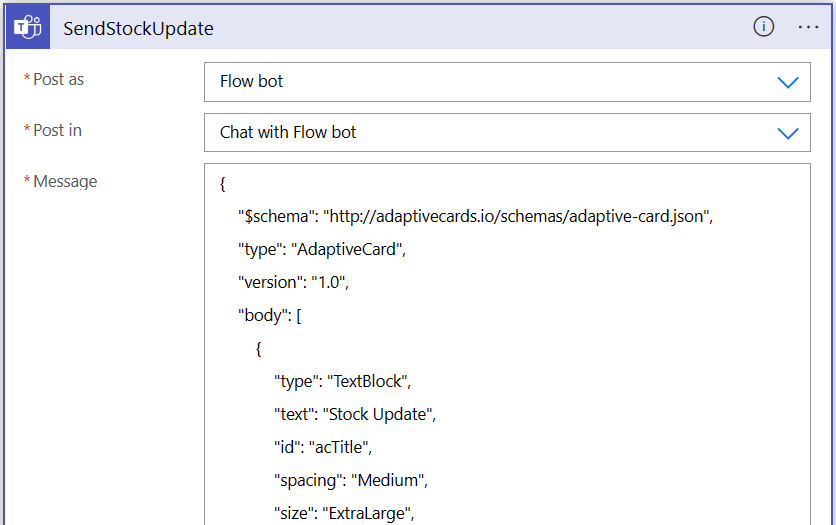 SendStockUpdate
*Post as
Flow bot
*Post in
Chat with Flow bot
*Message
{
"$schema": "http://adaptivecards.io/schemas/adaptive-card.json",
"type": "AdaptiveCard",
"version": "1.0",
"body": [
{
"type": "TextBlock",
"text": "Stock Update",
"id": "acTitle",
"spacing": "Medium",
"size": "ExtraLarge",